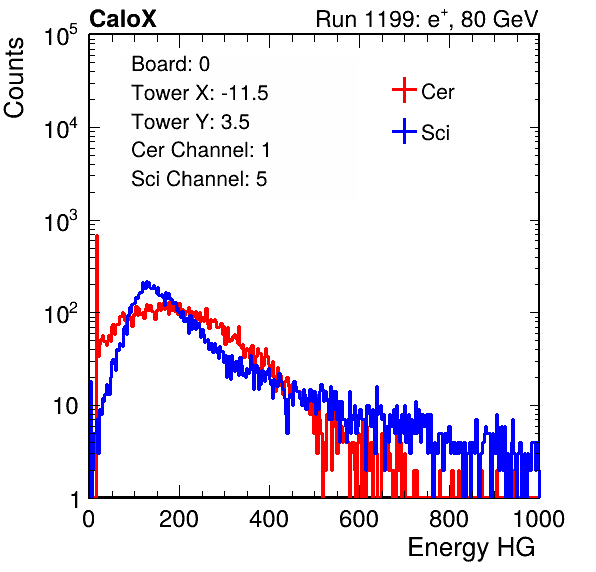 CaloX Run 1199: e⁺, 80 GeV
Counts
Board: 0
Tower X: -11.5
Tower Y: 3.5
Cer Channel: 1
Sci Channel: 5
Cer
Sci
10⁵
10⁴
10³
10²
10
1
0 200 400 600 800 1000
Energy HG